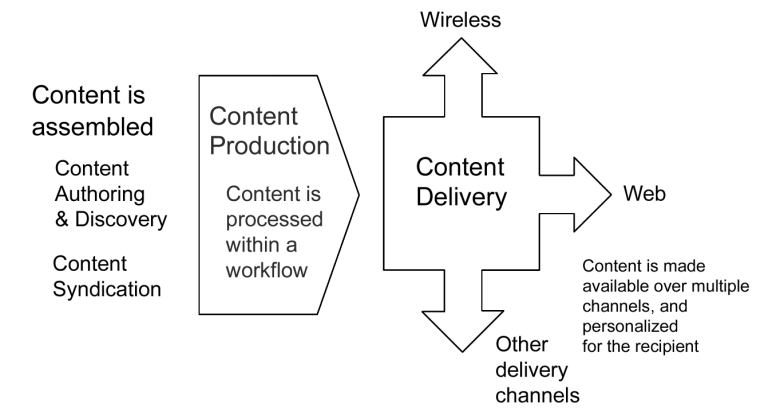 Content is
assembled
Content
Authoring
& Discovery
Content
Syndication
Content
Production
Content is
processed
within a
workflow
Wireless
Content
Delivery
Web
Content is made
available over multiple
channels, and
personalized
for the recipient
Other
delivery
channels